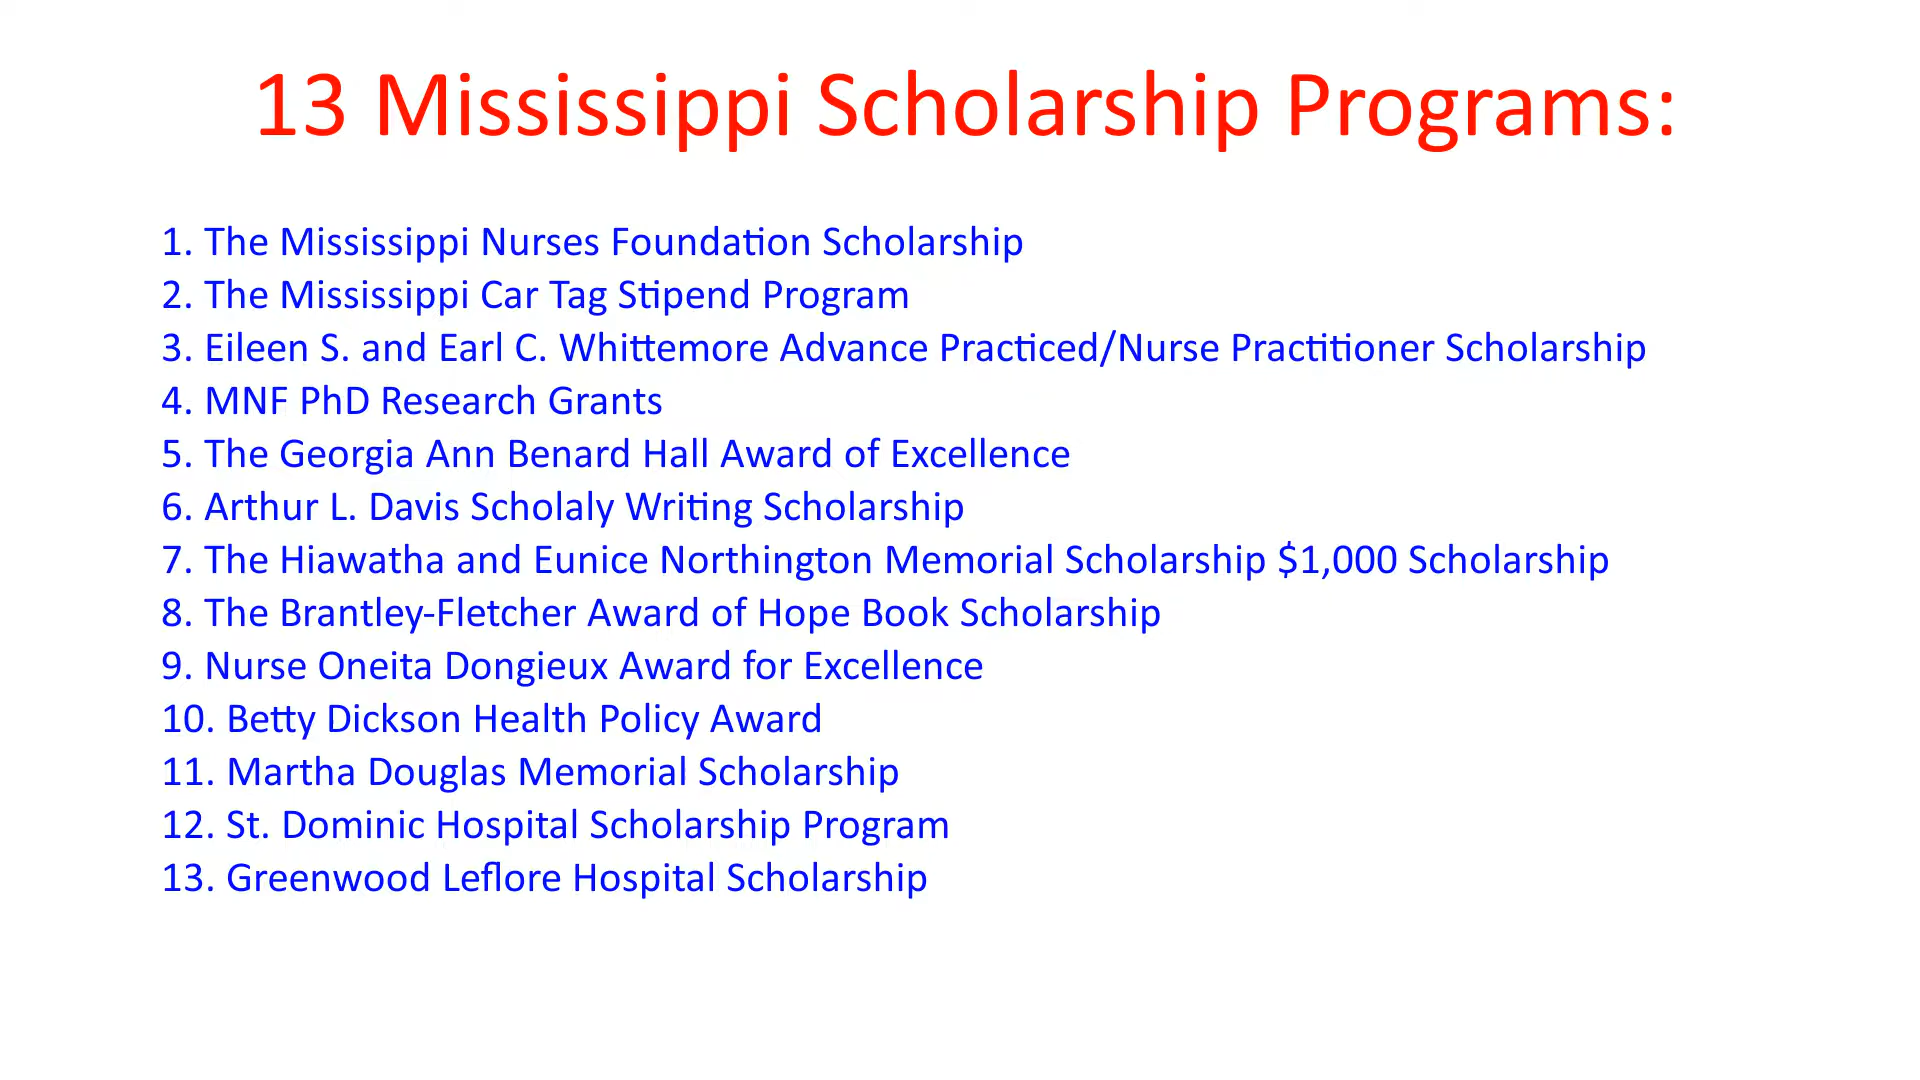 13 Mississippi Scholarship Programs:
1. The Mississippi Nurses Foundation Scholarship
2. The Mississippi Car Tag Stipend Program
3. Eileen S. and Earl C. Whittemore Advance Practiced/Nurse Practitioner Scholarship
4. MNF PhD Research Grants
5. The Georgia Ann Benard Hall Award of Excellence
6. Arthur L. Davis Scholaly Writing Scholarship
7. The Hiawatha and Eunice Northington Memorial Scholarship $1,000 Scholarship
8. The Brantley-Fletcher Award of Hope Book Scholarship
9. Nurse Oneita Dongieux Award for Excellence
10. Betty Dickson Health Policy Award
11. Martha Douglas Memorial Scholarship
12. St. Dominic Hospital Scholarship Program
13. Greenwood Leflore Hospital Scholarship